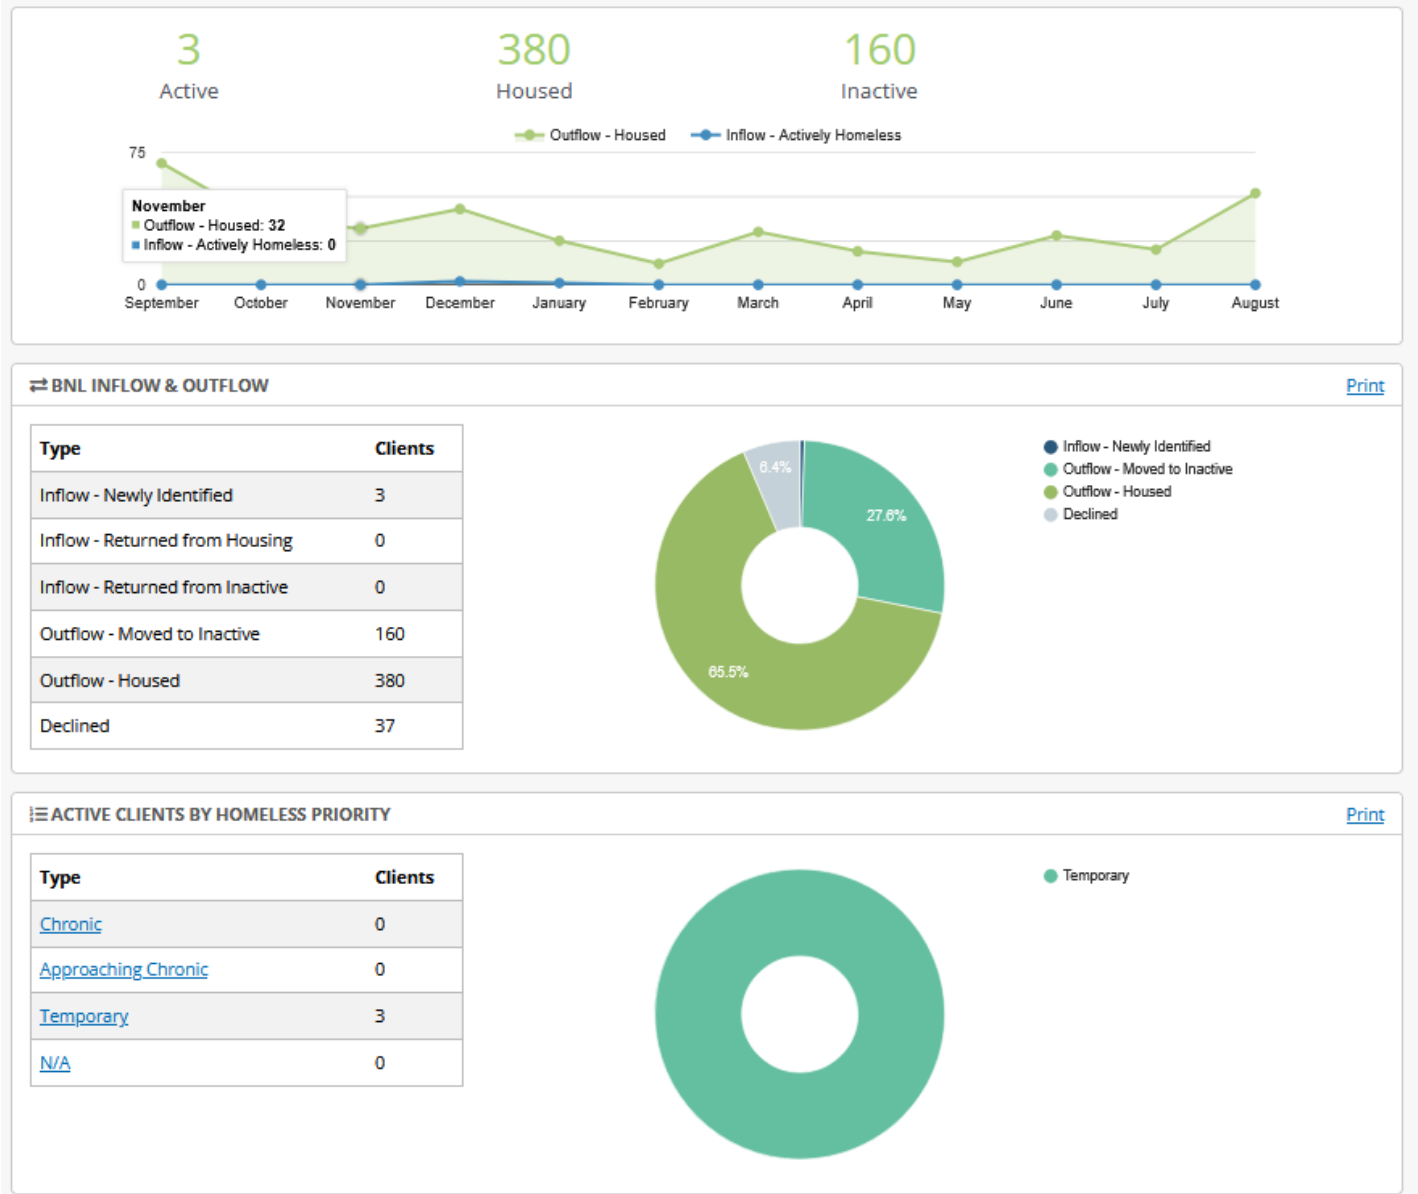 3
380
160
Active
Housed
Inactive
Outflow - Housed
Inflow - Actively Homeless
75
November
Outflow - Housed: 32
Inflow - Actively Homeless: 0
0
September October November December January February March April May June July August
BNL INFLOW & OUTFLOW
Print
Type Clients
Inflow - Newly Identified 3
Inflow - Returned from Housing 0
Inflow - Returned from Inactive 0
Outflow - Moved to Inactive 160
Outflow - Housed 380
Declined 37
6.4%
27.6%
65.5%
Inflow - Newly Identified
Outflow - Moved to Inactive
Outflow - Housed
Declined
ACTIVE CLIENTS BY HOMELESS PRIORITY
Print
Type Clients
Chronic 0
Approaching Chronic 0
Temporary 3
N/A 0
Temporary